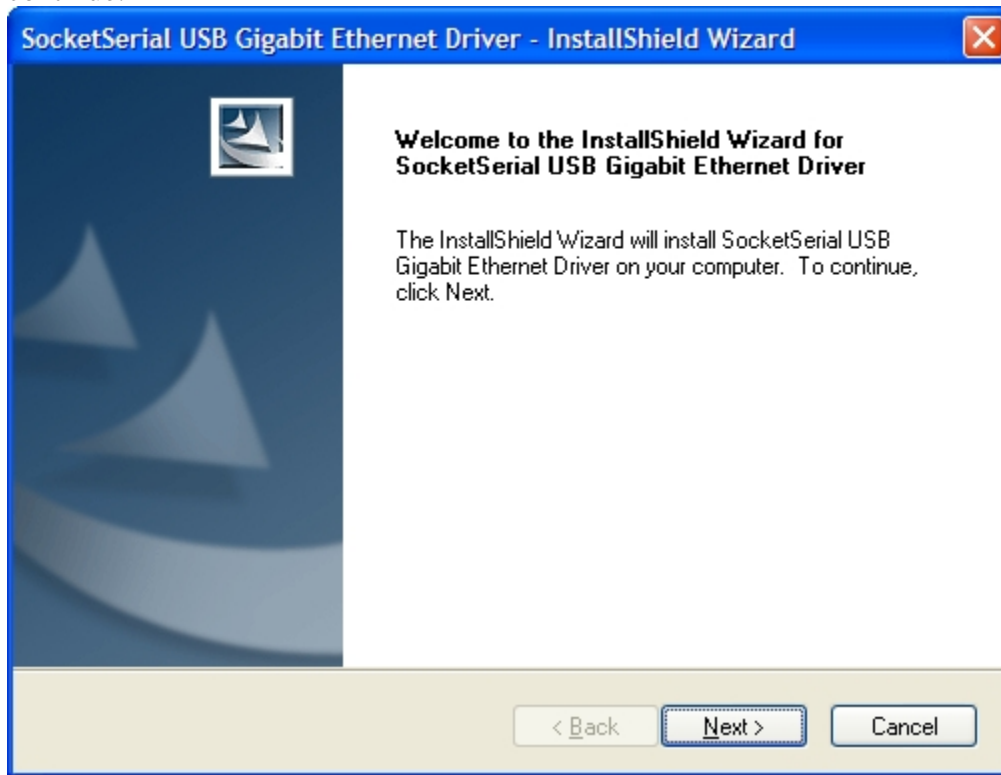 SocketSerial USB Gigabit Ethernet Driver - InstallShield Wizard
Welcome to the InstallShield Wizard for
SocketSerial USB Gigabit Ethernet Driver
The InstallShield Wizard will install SocketSerial USB
Gigabit Ethernet Driver on your computer. To continue,
click Next.
< Back
Next >
Cancel